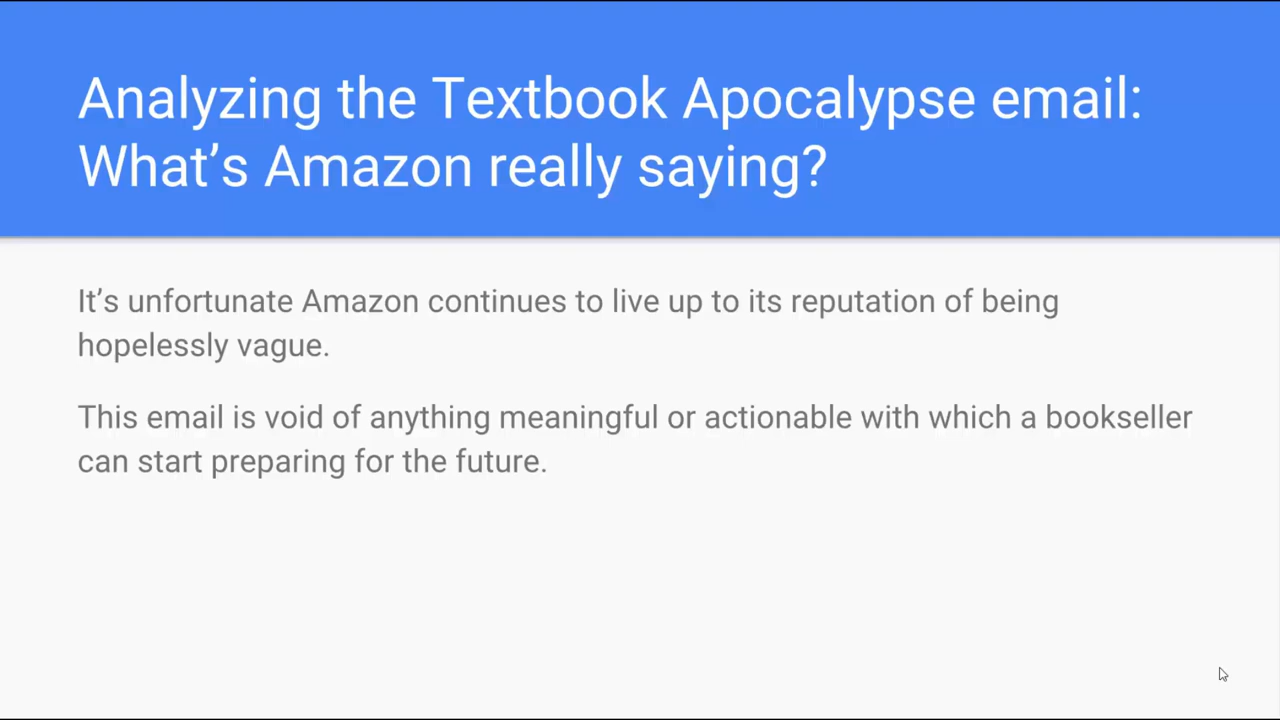 Analyzing the Textbook Apocalypse email:
What’s Amazon really saying?
It’s unfortunate Amazon continues to live up to its reputation of being
hopelessly vague.
This email is void of anything meaningful or actionable with which a bookseller
can start preparing for the future.